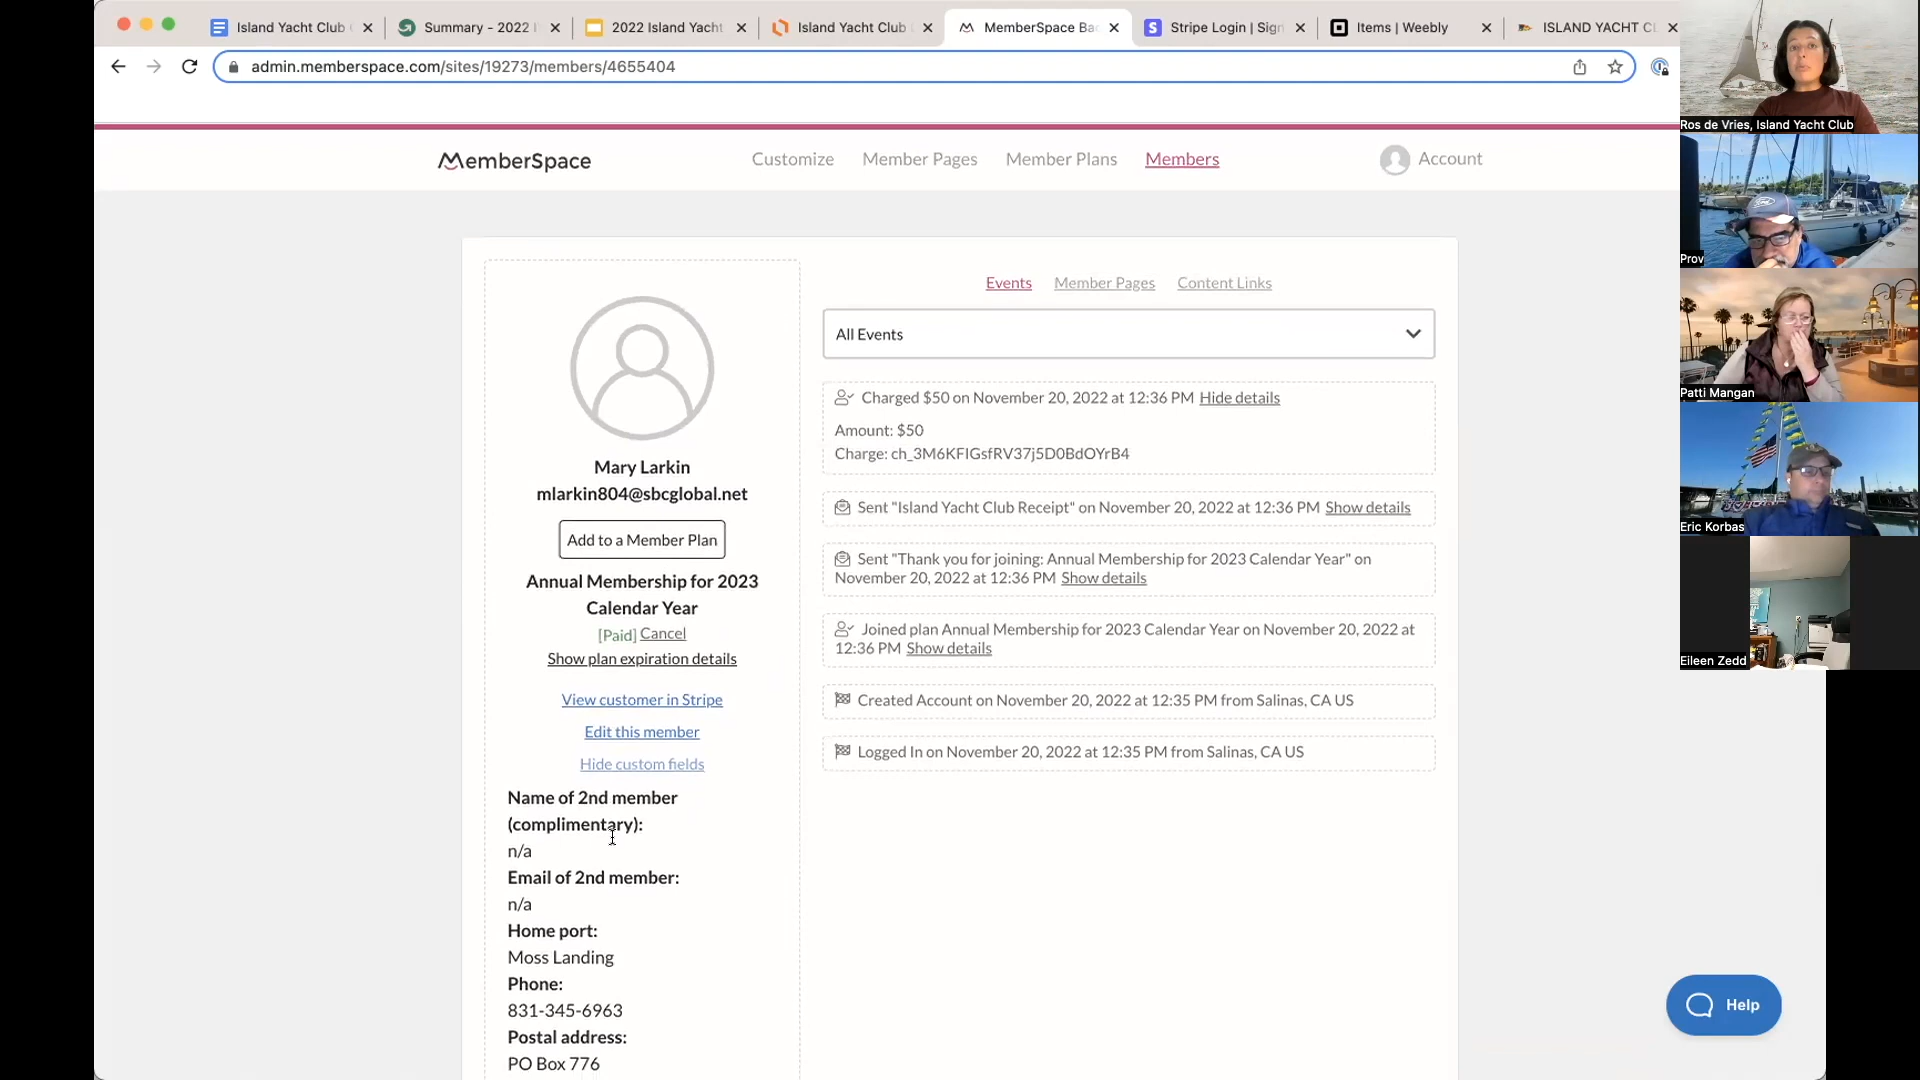 Island Yacht Club
Summary - 2022
2022 Island Yacht
Island Yacht Club
MemberSpace Ba
Stripe Login | Sign
Items | Weebly
ISLAND YACHT CL
admin.memberspace.com/sites/19273/members/4655404
MemberSpace
Customize
Member Pages
Member Plans
Members
Account
Mary Larkin
mlarkin804@sbcglobal.net
Add to a Member Plan
Annual Membership for 2023
Calendar Year
[Paid] Cancel
Show plan expiration details
View customer in Stripe
Edit this member
Hide custom fields
Name of 2nd member
(complimentary):
n/a
Email of 2nd member:
n/a
Home port:
Moss Landing
Phone:
831-345-6963
Postal address:
PO Box 776
Events
Member Pages
Content Links
All Events
Charged $50 on November 20, 2022 at 12:36 PM Hide details
Amount: $50
Charge: ch_3M6KFIGsfRV37j5D0BdOYrB4
Sent "Island Yacht Club Receipt" on November 20, 2022 at 12:36 PM Show details
Sent "Thank you for joining: Annual Membership for 2023 Calendar Year" on
November 20, 2022 at 12:36 PM Show details
Joined plan Annual Membership for 2023 Calendar Year on November 20, 2022 at
12:36 PM Show details
Created Account on November 20, 2022 at 12:35 PM from Salinas, CA US
Logged In on November 20, 2022 at 12:35 PM from Salinas, CA US
Help
Ros de Vries, Island Yacht Club
Prov
Patti Mangan
Eric Korbas
Eileen Zedd